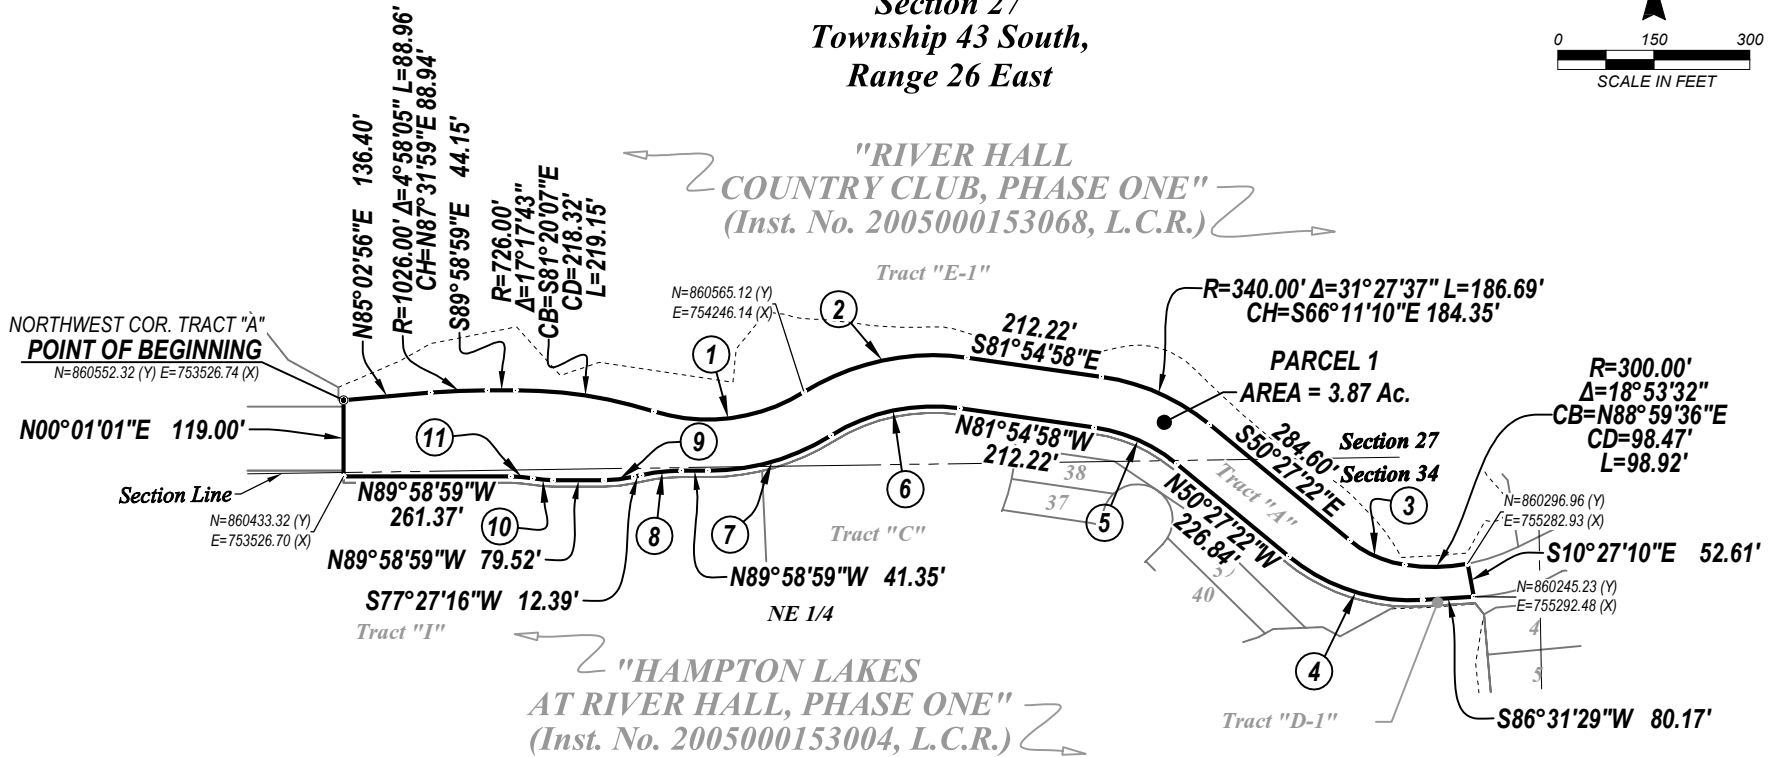 Section 27
Township 43 South,
Range 26 East
0 150 300
SCALE IN FEET
"RIVER HALL
COUNTRY CLUB, PHASE ONE"
(Inst. No. 2005000153068, L.C.R.)
Tract "E-1"
N85°02'56"E 136.40'
R=1026.00' Δ=4°58'05" L=88.96'
CH=N87°31'59"E 88.94'
S89°58'59"E 44.15'
R=726.00'
Δ=17°17'43"
CB=S81°20'07"E
CD=218.32'
L=219.15'
N=860565.12 (Y)
E=754246.14 (X)
1
2
212.22'
S81°54'58"E
R=340.00' Δ=31°27'37" L=186.69'
CH=S66°11'10"E 184.35'
PARCEL 1
AREA = 3.87 Ac.
R=300.00'
Δ=18°53'32"
CB=N88°59'36"E
CD=98.47'
L=98.92'
NORTHWEST COR. TRACT "A"
POINT OF BEGINNING
N=860552.32 (Y) E=753526.74 (X)
N00°01'01"E 119.00'
Section Line
N=860433.32 (Y)
E=753526.70 (X)
11
9
N89°58'59"W
261.37'
10
N89°58'59"W 79.52'
S77°27'16"W 12.39'
8
7
N89°58'59"W 41.35'
6
N81°54'58"W
212.22'
5
38
37
40
284.60'
S50°27'22"E
Tract "A"
N50°27'22"W
226.84'
Section 27
Section 34
3
N=860296.96 (Y)
E=755282.93 (X)
S10°27'10"E 52.61'
N=860245.23 (Y)
E=755292.48 (X)
4
5
4
S86°31'29"W 80.17'
Tract "D-1"
Tract "C"
NE 1/4
Tract "I"
"HAMPTON LAKES
AT RIVER HALL, PHASE ONE"
(Inst. No. 2005000153004, L.C.R.)